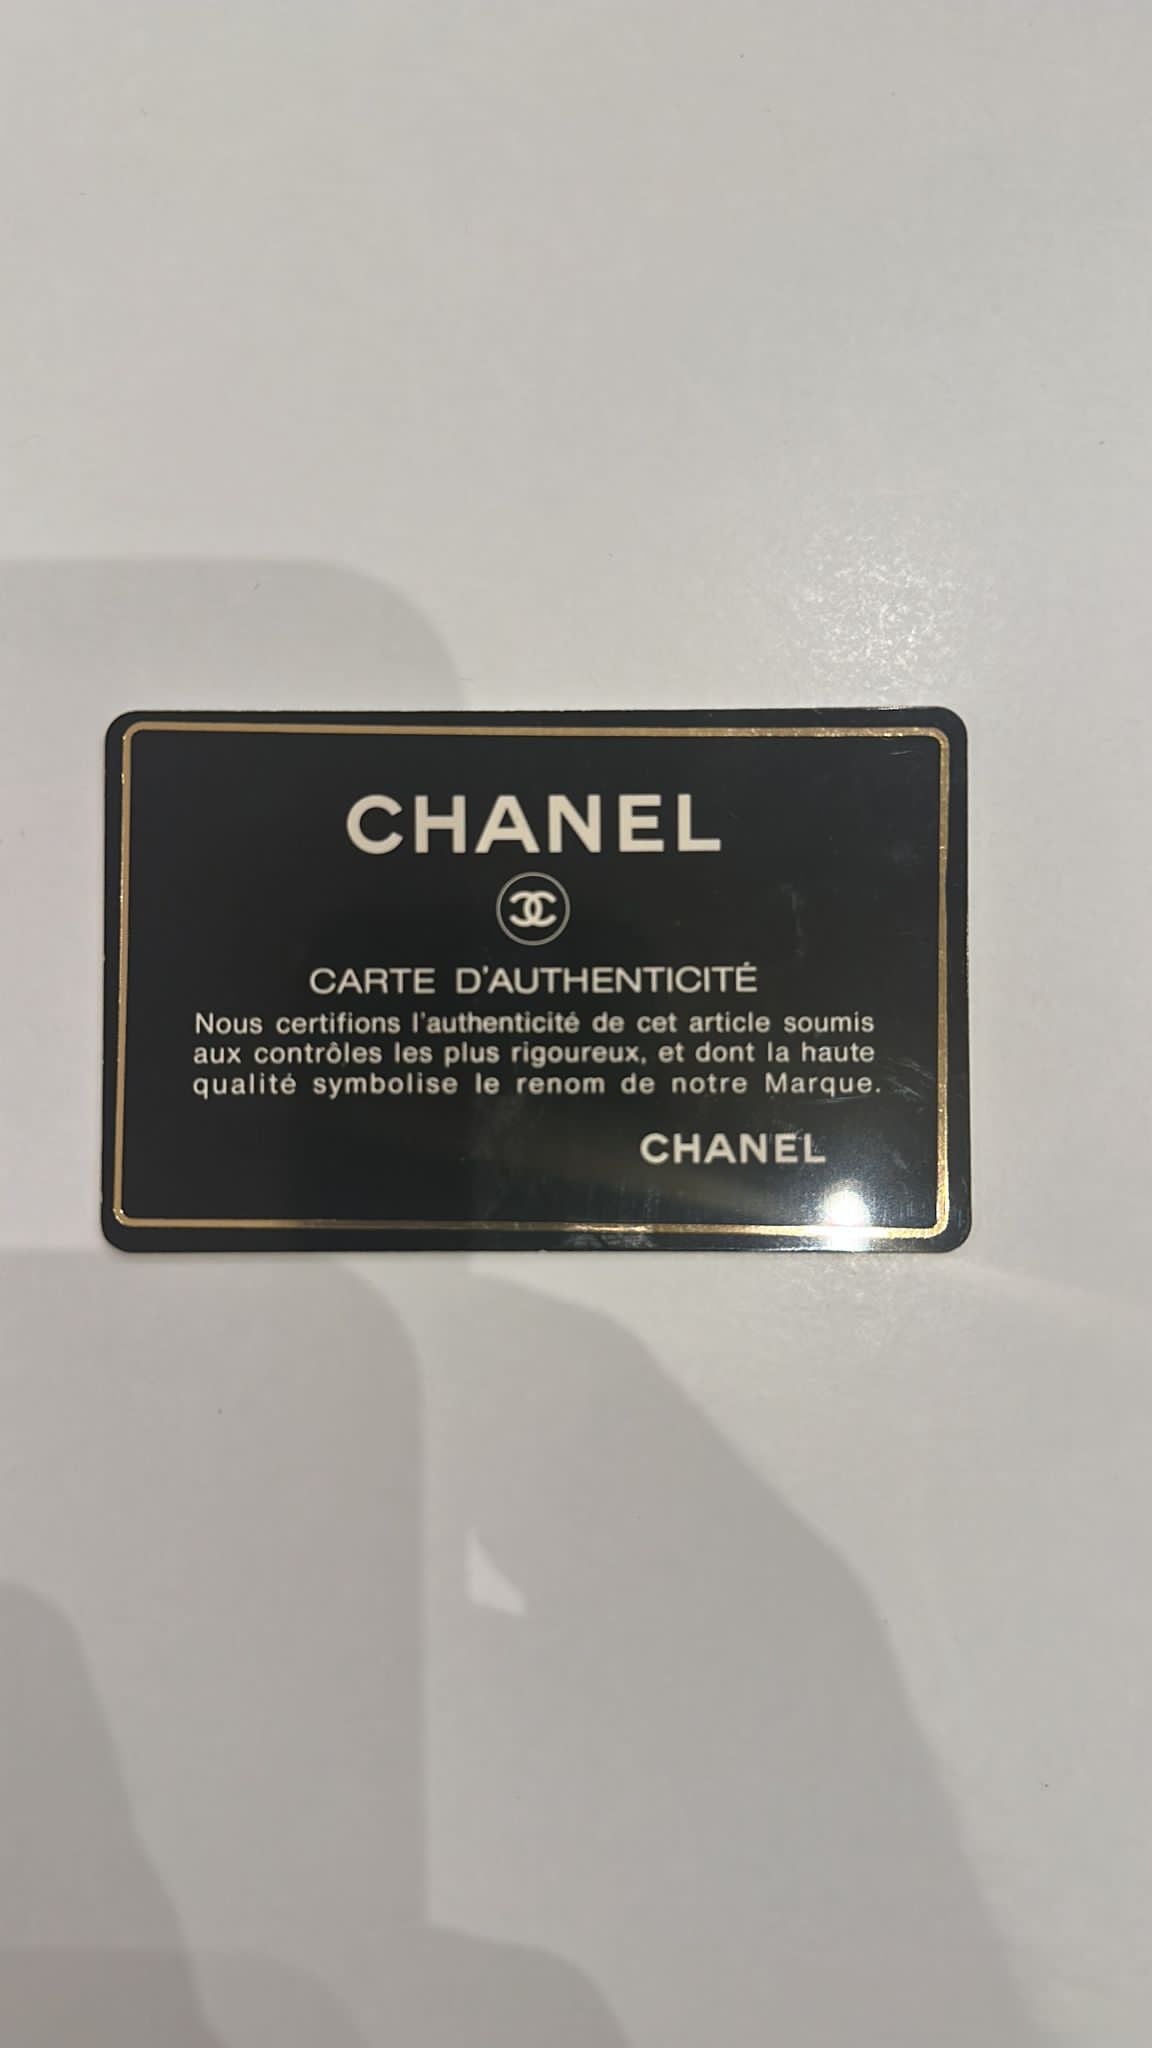 CHANEL
CARTE D'AUTHENTICITÉ
Nous certifions l'authenticité de cet article soumis
aux contrôles les plus rigoureux, et dont la haute
qualité symbolise le renom de notre Marque.
CHANEL